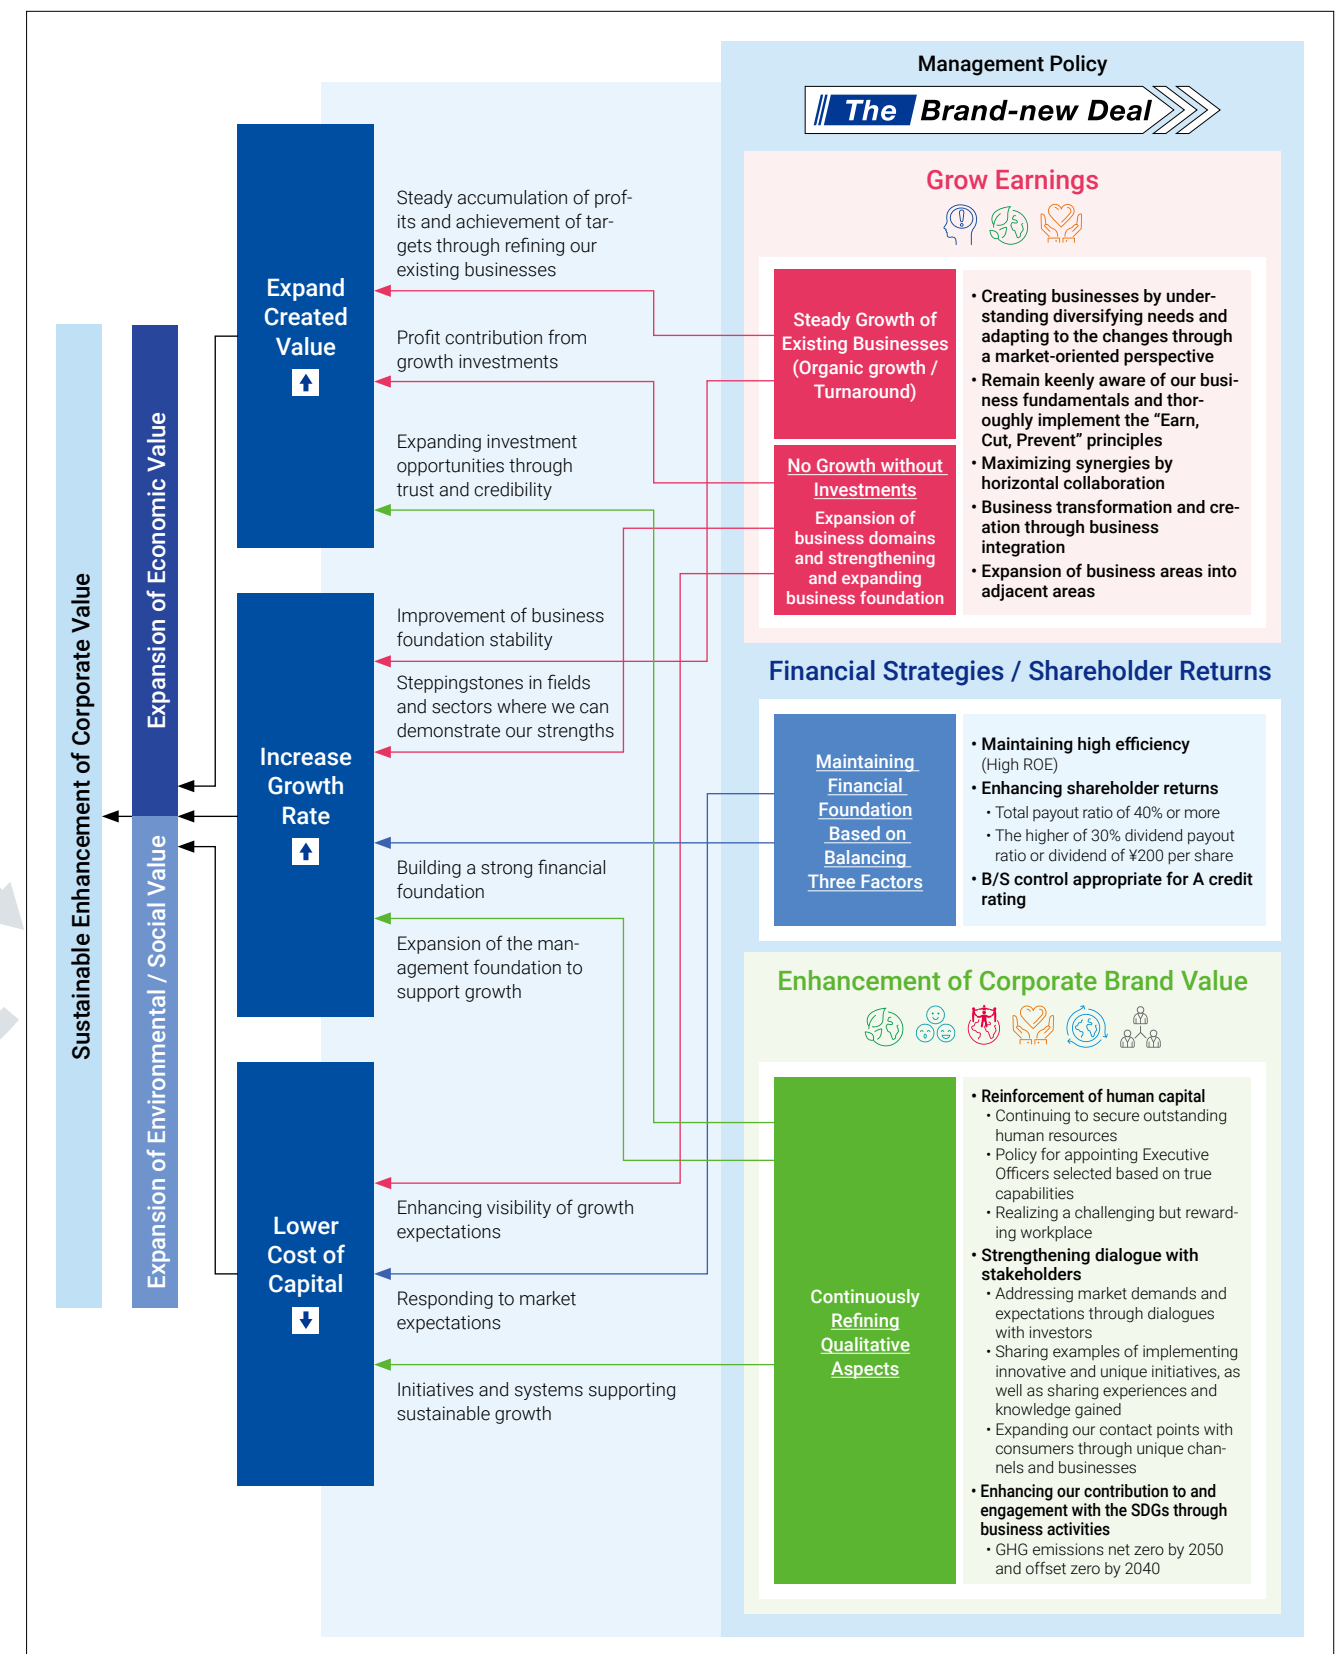 Management Policy
The Brand-new Deal
Grow Earnings
Steady Growth of
Existing Businesses
(Organic growth /
Turnaround)
No Growth without
Investments
Expansion of
business domains
and strengthening
and expanding
business foundation
• Creating businesses by under-
standing diversifying needs and
adapting to the changes through
a market-oriented perspective
• Remain keenly aware of our busi-
ness fundamentals and thor-
oughly implement the “Earn,
Cut, Prevent” principles
• Maximizing synergies by
horizontal collaboration
• Business transformation and cre-
ation through business
integration
• Expansion of business areas into
adjacent areas
Financial Strategies / Shareholder Returns
Maintaining
Financial
Foundation
Based on
Balancing
Three Factors
• Maintaining high efficiency
(High ROE)
• Enhancing shareholder returns
• Total payout ratio of 40% or more
• The higher of 30% dividend payout
ratio or dividend of ¥200 per share
• B/S control appropriate for A credit
rating
Enhancement of Corporate Brand Value
Continuously
Refining
Qualitative
Aspects
• Reinforcement of human capital
• Continuing to secure outstanding
human resources
• Policy for appointing Executive
Officers selected based on true
capabilities
• Realizing a challenging but reward-
ing workplace
• Strengthening dialogue with
stakeholders
• Addressing market demands and
expectations through dialogues
with investors
• Sharing examples of implementing
innovative and unique initiatives, as
well as sharing experiences and
knowledge gained
• Expanding our contact points with
consumers through unique chan-
nels and businesses
• Enhancing our contribution to and
engagement with the SDGs through
business activities
• GHG emissions net zero by 2050
and offset zero by 2040
Steady accumulation of prof-
its and achievement of tar-
gets through refining our
existing businesses
Profit contribution from
growth investments
Expanding investment
opportunities through
trust and credibility
Improvement of business
foundation stability
Steppingstones in fields
and sectors where we can
demonstrate our strengths
Building a strong financial
foundation
Expansion of the man-
agement foundation to
support growth
Enhancing visibility of growth
expectations
Responding to market
expectations
Initiatives and systems supporting
sustainable growth
Expand
Created
Value
Increase
Growth
Rate
Lower
Cost of
Capital
Expansion of Economic Value
Expansion of Environmental / Social Value
Sustainable Enhancement of Corporate Value